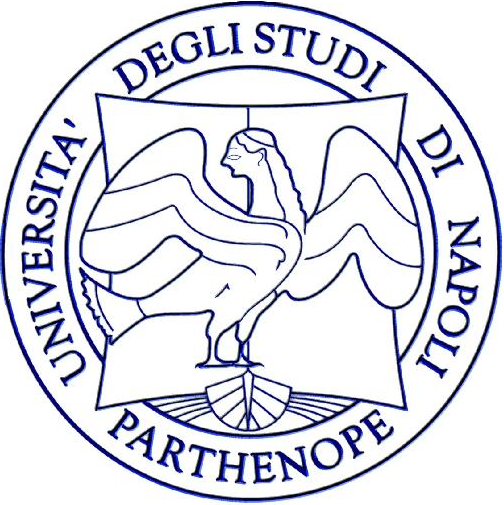 UNIVERSITA' DEGLI STUDI DI NAPOLI
PARTHENOPE